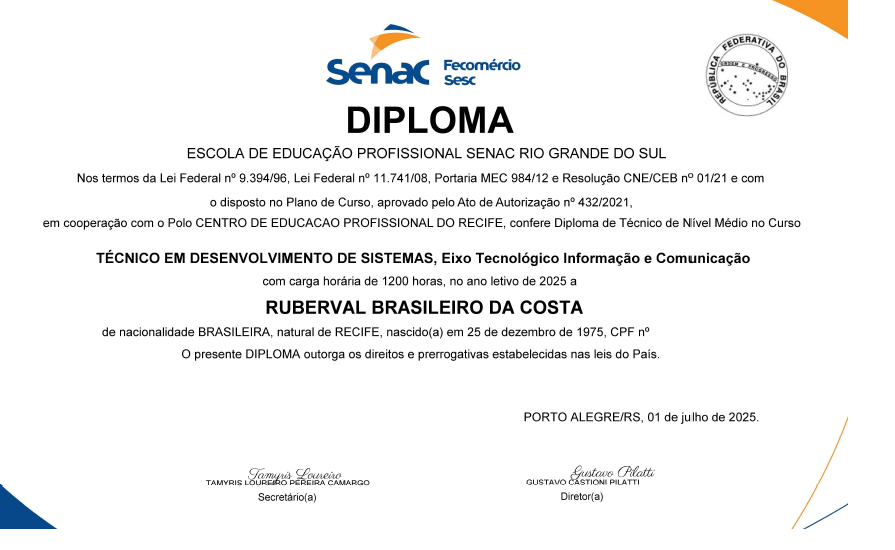 Senac Fecomércio
Sesc
REPÚBLICA FEDERATIVA DO BRASIL
ORDEM E PROGRESSO
DIPLOMA
ESCOLA DE EDUCAÇÃO PROFISSIONAL SENAC RIO GRANDE DO SUL
Nos termos da Lei Federal nº 9.394/96, Lei Federal nº 11.741/08, Portaria MEC 984/12 e Resolução CNE/CEB nº 01/21 e com
o disposto no Plano de Curso, aprovado pelo Ato de Autorização nº 432/2021,
em cooperação com o Polo CENTRO DE EDUCACAO PROFISSIONAL DO RECIFE, confere Diploma de Técnico de Nível Médio no Curso
TÉCNICO EM DESENVOLVIMENTO DE SISTEMAS, Eixo Tecnológico Informação e Comunicação
com carga horária de 1200 horas, no ano letivo de 2025 a
RUBERVAL BRASILEIRO DA COSTA
de nacionalidade BRASILEIRA, natural de RECIFE, nascido(a) em 25 de dezembro de 1975, CPF nº
O presente DIPLOMA outorga os direitos e prerrogativas estabelecidas nas leis do País.
PORTO ALEGRE/RS, 01 de julho de 2025.
Tamyris Loureiro
TAMYRIS LOUREIRO PEREIRA CAMARGO
Secretário(a)
Gustavo Pilatti
GUSTAVO CASTIONI PILATTI
Diretor(a)